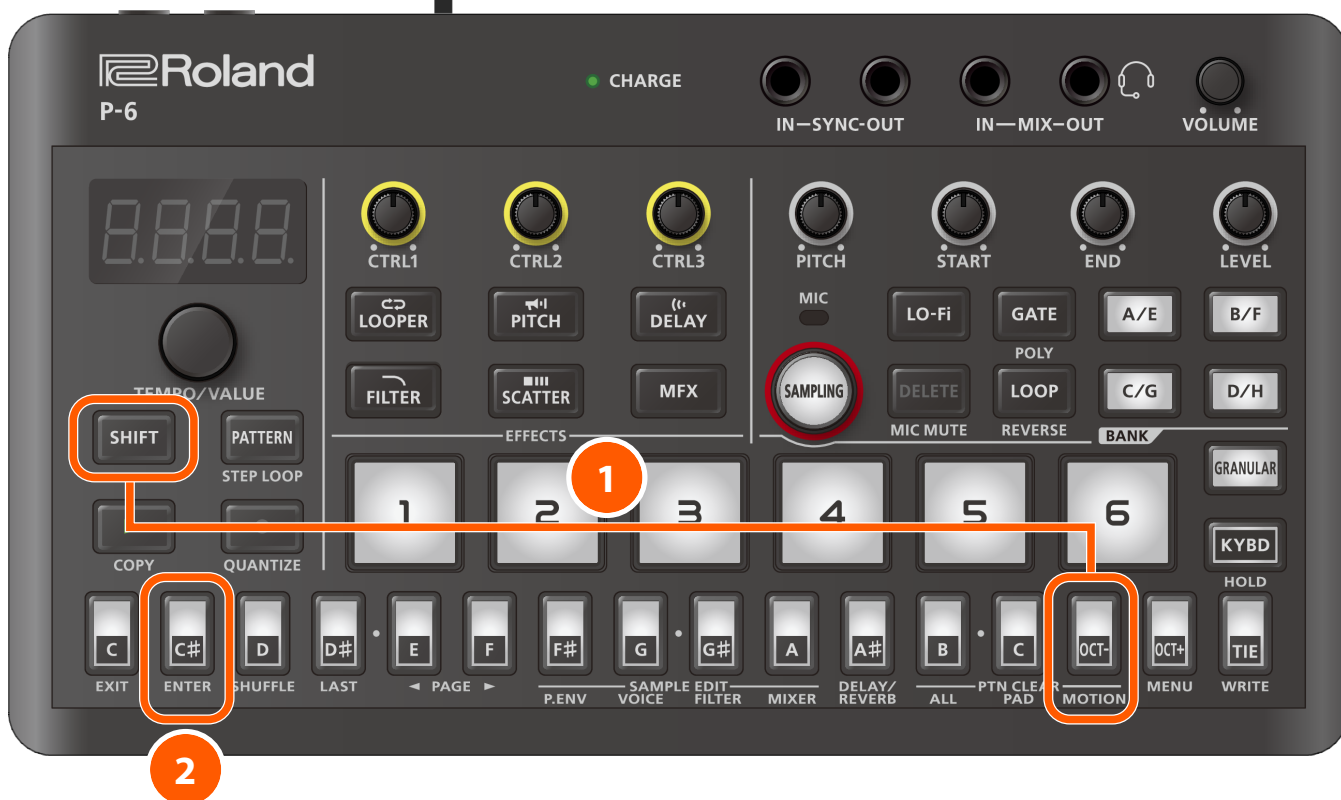 Roland
P-6
CHARGE
IN—SYNC-OUT
IN—MIX—OUT
VOLUME
8.8.8.8.
CTRL1
CTRL2
CTRL3
PITCH
START
END
LEVEL
TEMPO/VALUE
LOOPER
PITCH
DELAY
MIC
LO-Fi
GATE
A/E
B/F
POLY
FILTER
SCATTER
MFX
SAMPLING
DELETE
LOOP
C/G
D/H
MIC MUTE
REVERSE
BANK
SHIFT
PATTERN
STEP LOOP
EFFECTS
1
GRANULAR
1
2
3
4
5
6
COPY
QUANTIZE
KYBD
HOLD
C
C#
D
D#
E
F
F#
G
G#
A
A#
B
C
OCT-
OCT+
TIE
EXIT
ENTER
SHUFFLE
LAST
◄ PAGE ►
SAMPLE EDIT
P.ENV
VOICE
FILTER
MIXER
DELAY/
REVERB
PTN CLEAR
ALL
PAD
MOTION
MENU
WRITE
2